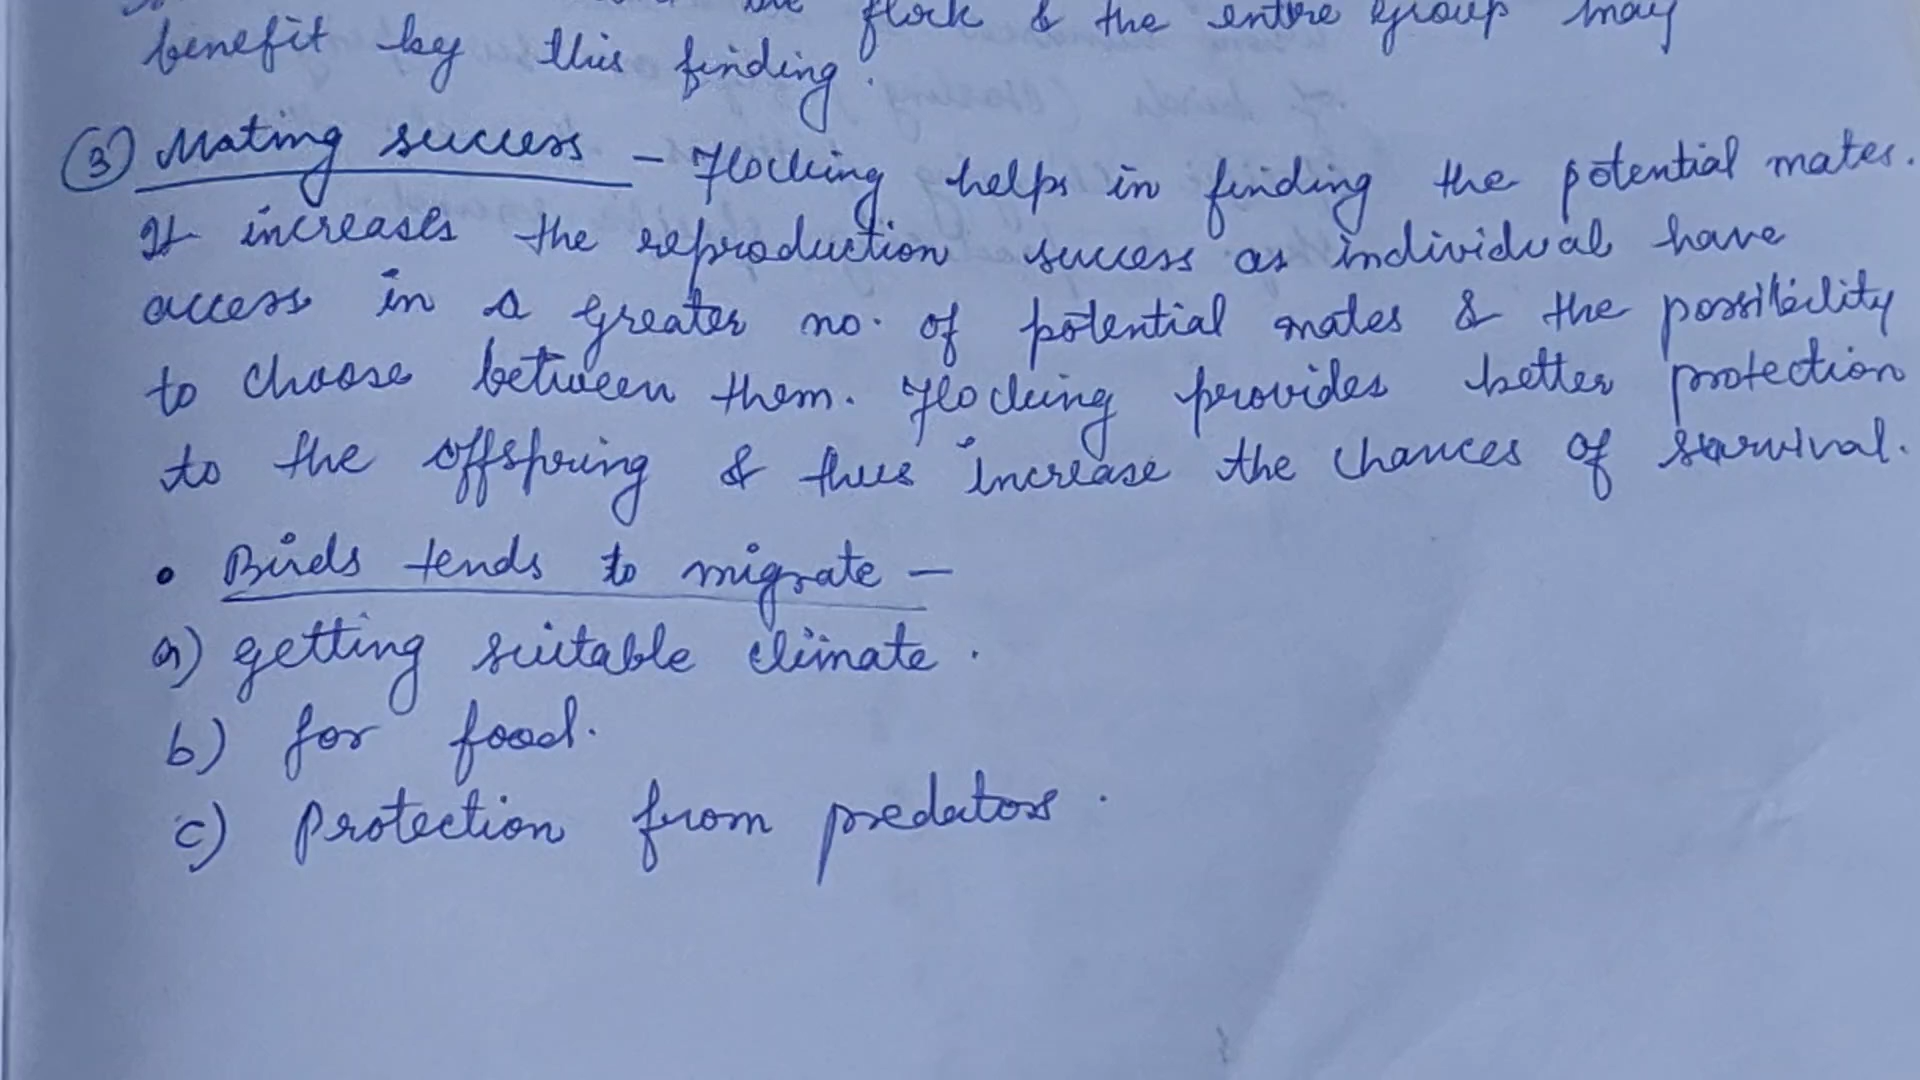 flock & the entire group may
benefit by this finding.
(3) Mating success - Flocking helps in finding the potential mates.
It increases the reproduction success as individual have
access in a greater no. of potential mates & the possibility
to choose between them. Flocking provides better protection
to the offspring & thus increase the chances of survival.
• Birds tends to migrate -
a) getting suitable climate.
b) for food.
c) Protection from predators.